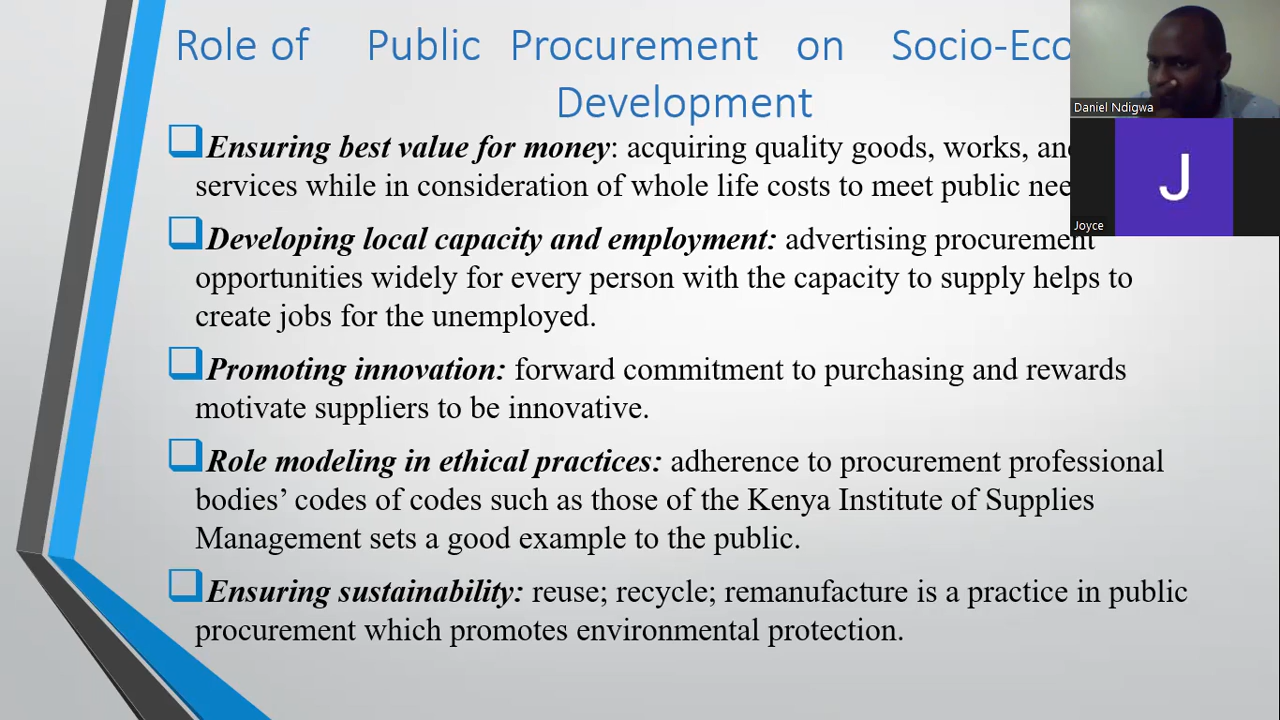 Role of Public Procurement on Socio-Eco
Development
Ensuring best value for money: acquiring quality goods, works, and
services while in consideration of whole life costs to meet public nee
Developing local capacity and employment: advertising procurement
opportunities widely for every person with the capacity to supply helps to
create jobs for the unemployed.
Promoting innovation: forward commitment to purchasing and rewards
motivate suppliers to be innovative.
Role modeling in ethical practices: adherence to procurement professional
bodies’ codes of codes such as those of the Kenya Institute of Supplies
Management sets a good example to the public.
Ensuring sustainability: reuse; recycle; remanufacture is a practice in public
procurement which promotes environmental protection.
Daniel Ndigwa
J
Joyce